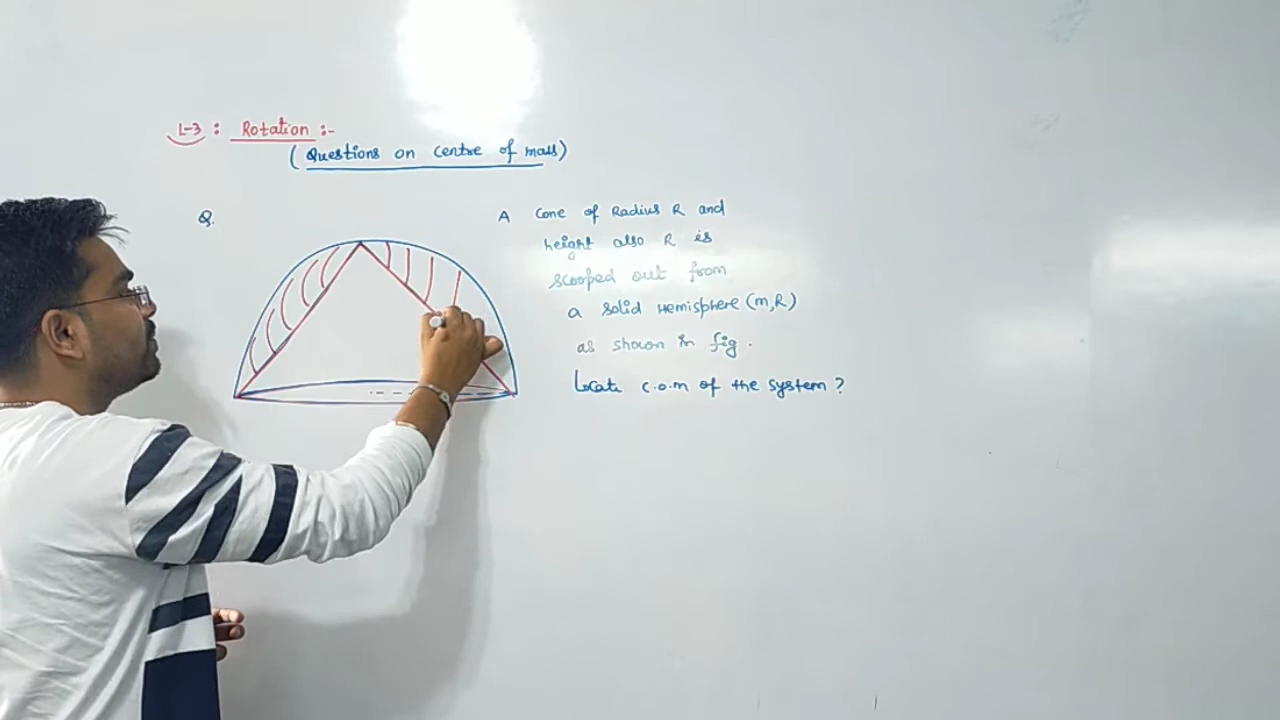 L-3 : Rotation :-
( Questions on centre of mass)
Q. A Cone of Radius R and
height also R is
scooped out from
a solid Hemisphere (m,R)
as shown in fig.
Locate c.o.m of the system ?